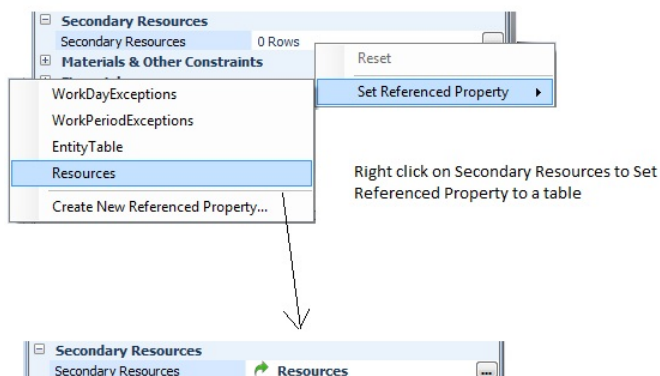 Secondary Resources
Secondary Resources 0 Rows ...
Materials & Other Constraints
Reset
Set Referenced Property
WorkDayExceptions
WorkPeriodExceptions
EntityTable
Resources
Create New Referenced Property...
Right click on Secondary Resources to Set
Referenced Property to a table
Secondary Resources
Secondary Resources Resources ...